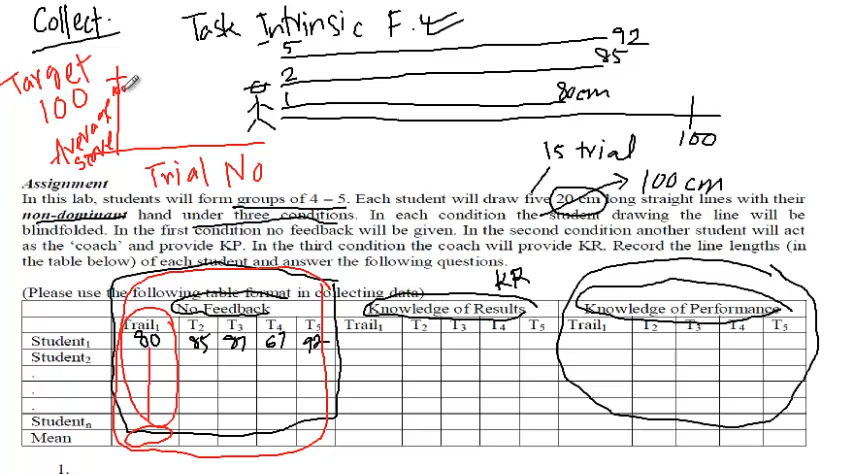 Collect.
Task Intrinsic F.
5 92
2 85
1 80cm
100
Target
100
Average
score
Trial No
15 trial
100 cm
Assignment
In this lab, students will form groups of 4 – 5. Each student will draw five 20 cm long straight lines with their
non-dominant hand under three conditions. In each condition the student drawing the line will be
blindfolded. In the first condition no feedback will be given. In the second condition another student will act
as the 'coach' and provide KP. In the third condition the coach will provide KR. Record the line lengths (in
the table below) of each student and answer the following questions.
KR
(Please use the following table format in collecting data)
No Feedback Knowledge of Results Knowledge of Performance
Trail1 T2 T3 T4 T5 Trail1 T2 T3 T4 T5 Trail1 T2 T3 T4 T5
Student1 80 85 87 67 92
Student2
.
.
.
Studentn
Mean
1.